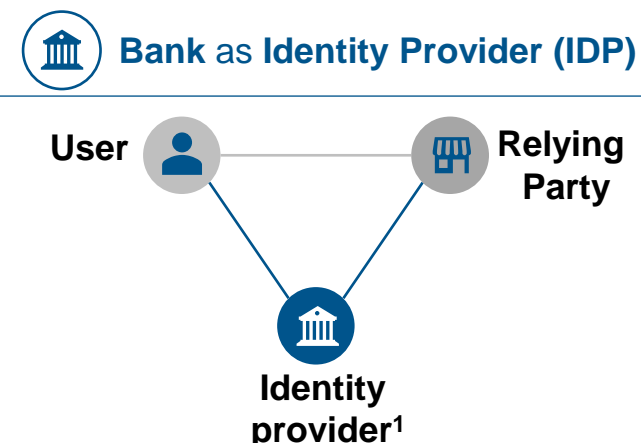 Bank as Identity Provider (IDP)
User
Relying
Party
Identity
provider¹